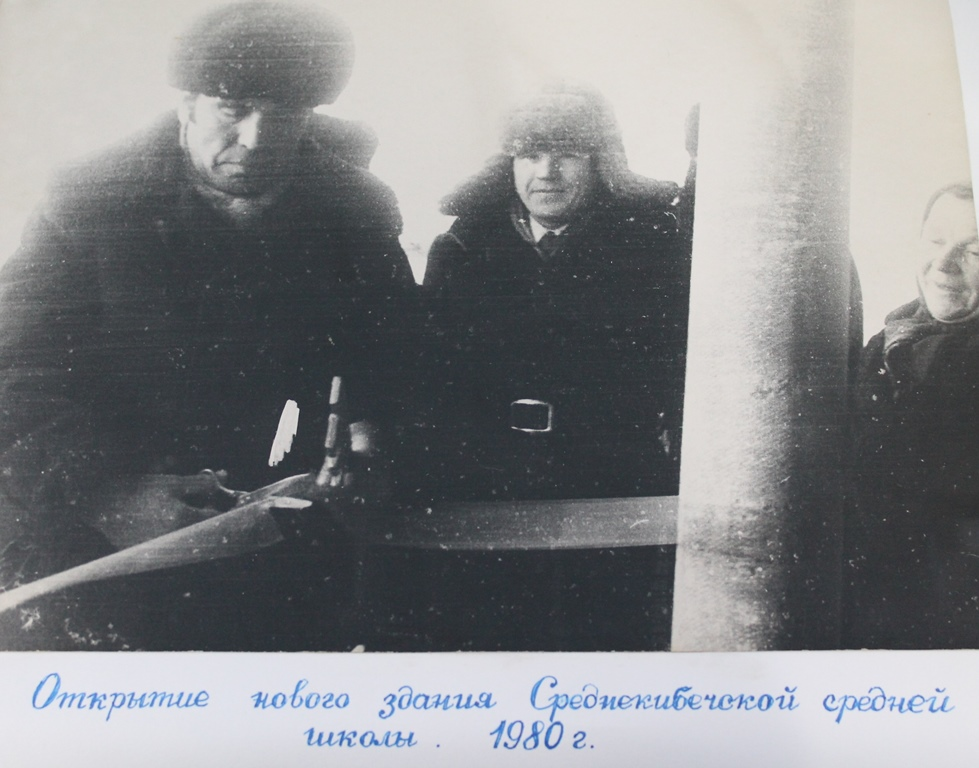 Открытие нового здания Среднекибечской средней
школы. 1980 г.